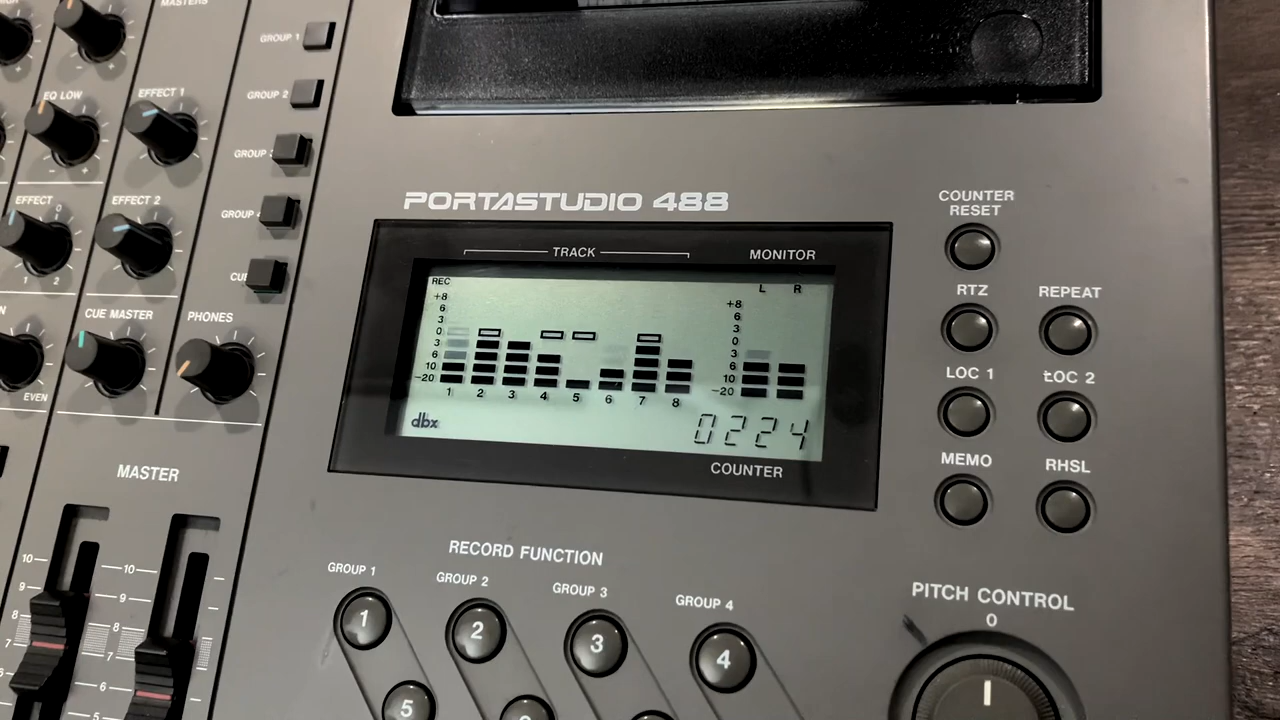 MASTERS
GROUP 1
EQ LOW
EFFECT 1
GROUP 2
- +
GROUP
EFFECT
0
EFFECT 2
GROUP
1 2
CUE
CUE MASTER
PHONES
EVEN
MASTER
10
10
9
9
8
8
7
7
6
5
PORTASTUDIO 488
TRACK
MONITOR
REC
L R
+8
6
3
0
3
6
10
-20
1 2 3 4 5 6 7 8
+8
6
3
0
3
6
10
-20
dbx
0224
COUNTER
COUNTER
RESET
RTZ
REPEAT
LOC 1
LOC 2
MEMO
RHSL
RECORD FUNCTION
GROUP 1
GROUP 2
GROUP 3
GROUP 4
1
2
3
4
5
PITCH CONTROL
0